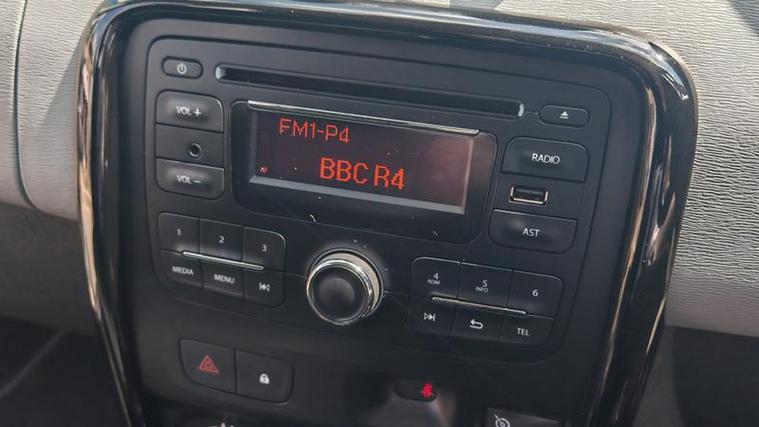 FM1-P4
BBC R4
VOL +
VOL −
RADIO
AST
1
2
3
MEDIA
MENU
4
RDM
5
INFO
6
TEL